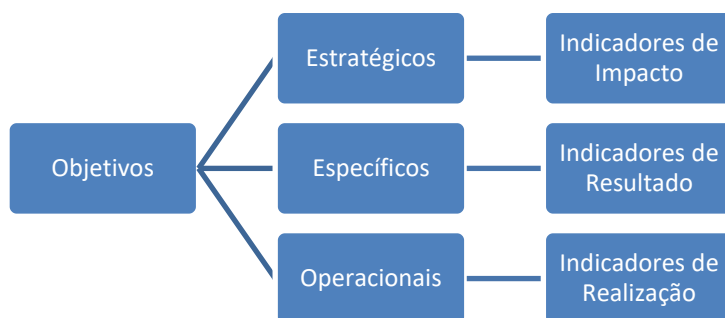 Estratégicos
Indicadores de
Impacto
Objetivos
Específicos
Indicadores de
Resultado
Operacionais
Indicadores de
Realização